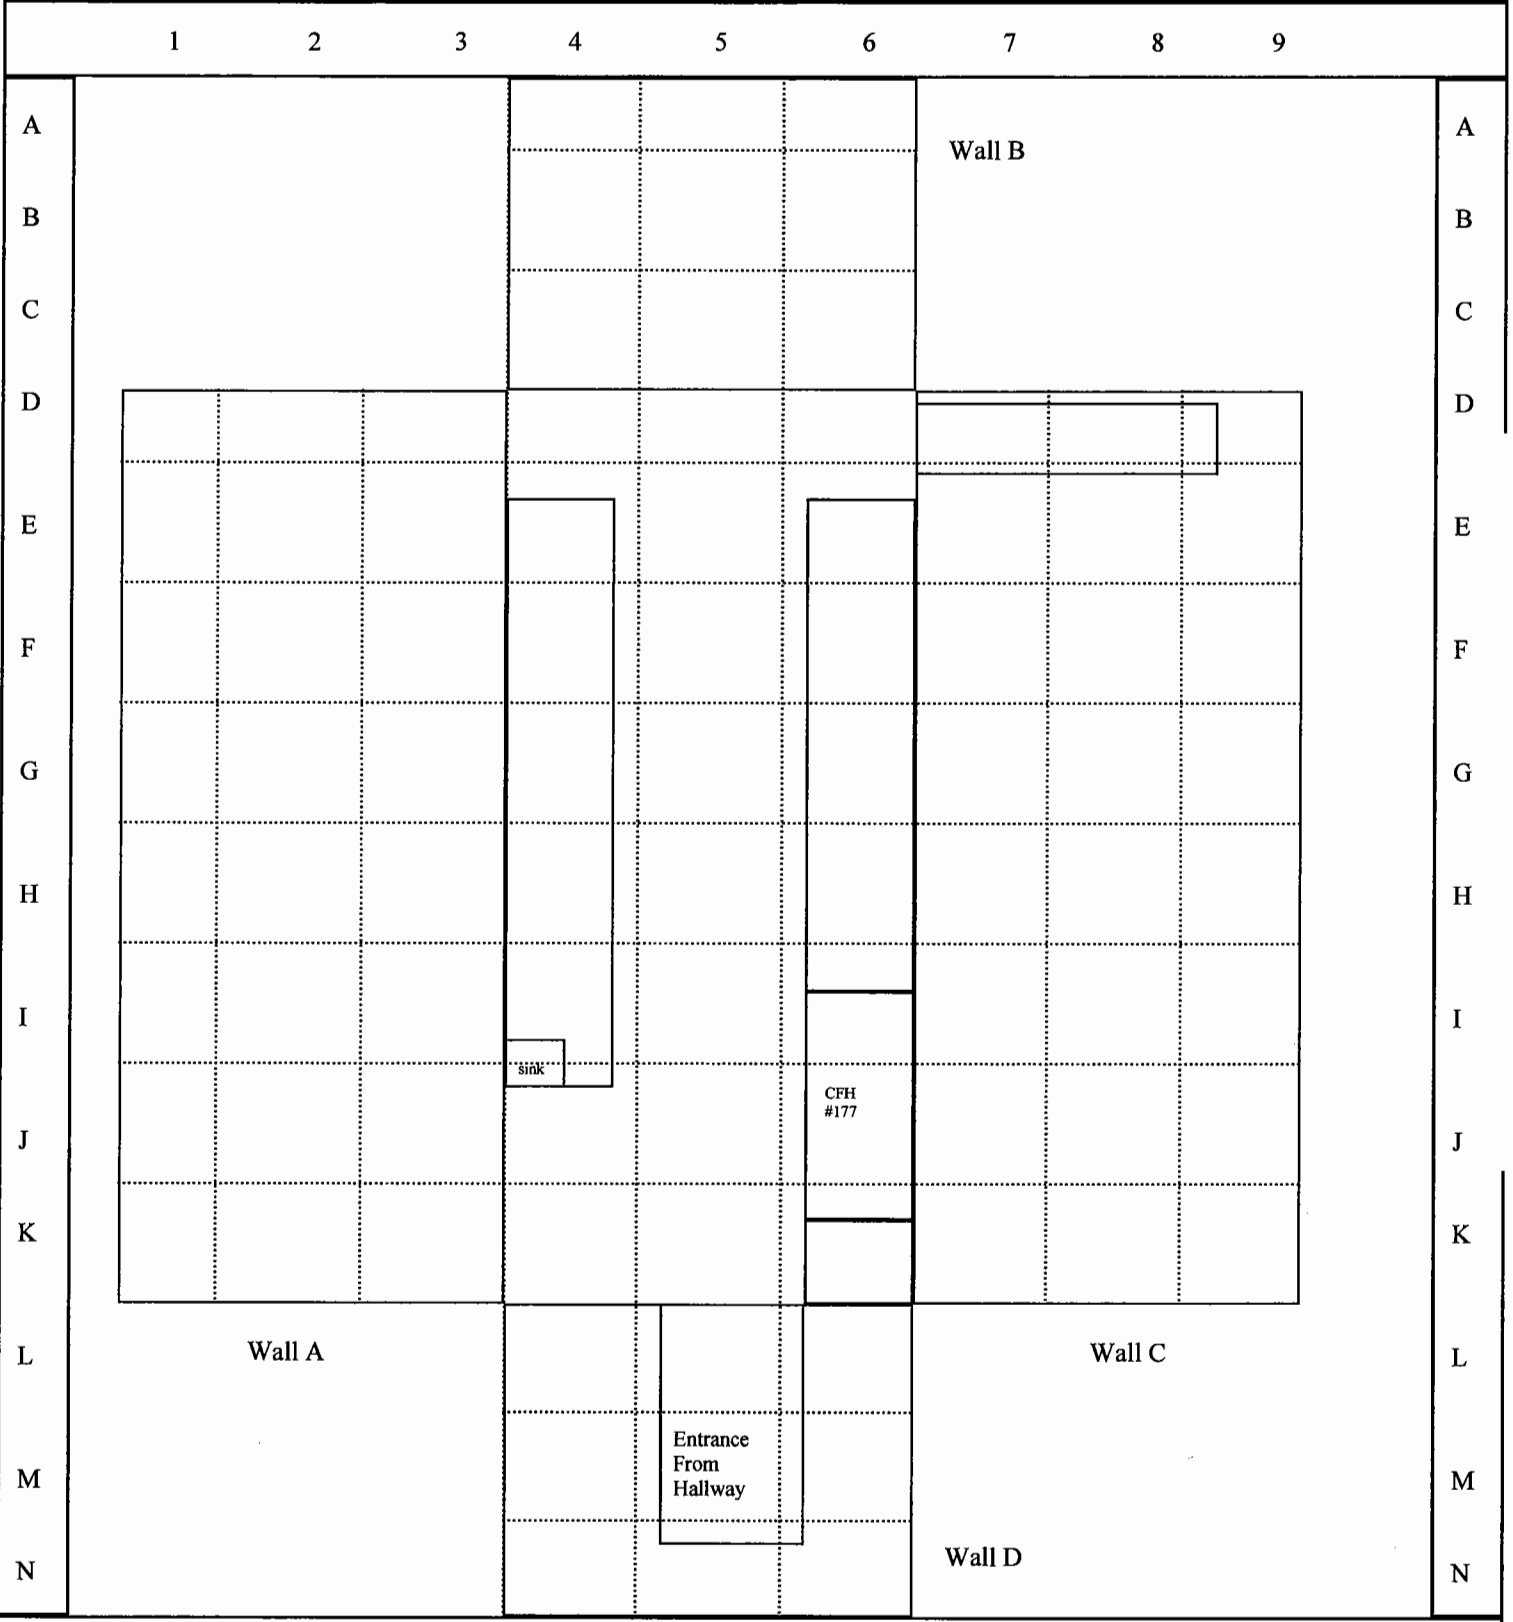 1 2 3 4 5 6 7 8 9
A A
Wall B
B B
C C
D D
E E
F F
G G
H H
I I
sink
CFH
#177
J J
K K
Wall A Wall C
L L
Entrance
From
Hallway
M M
Wall D
N N